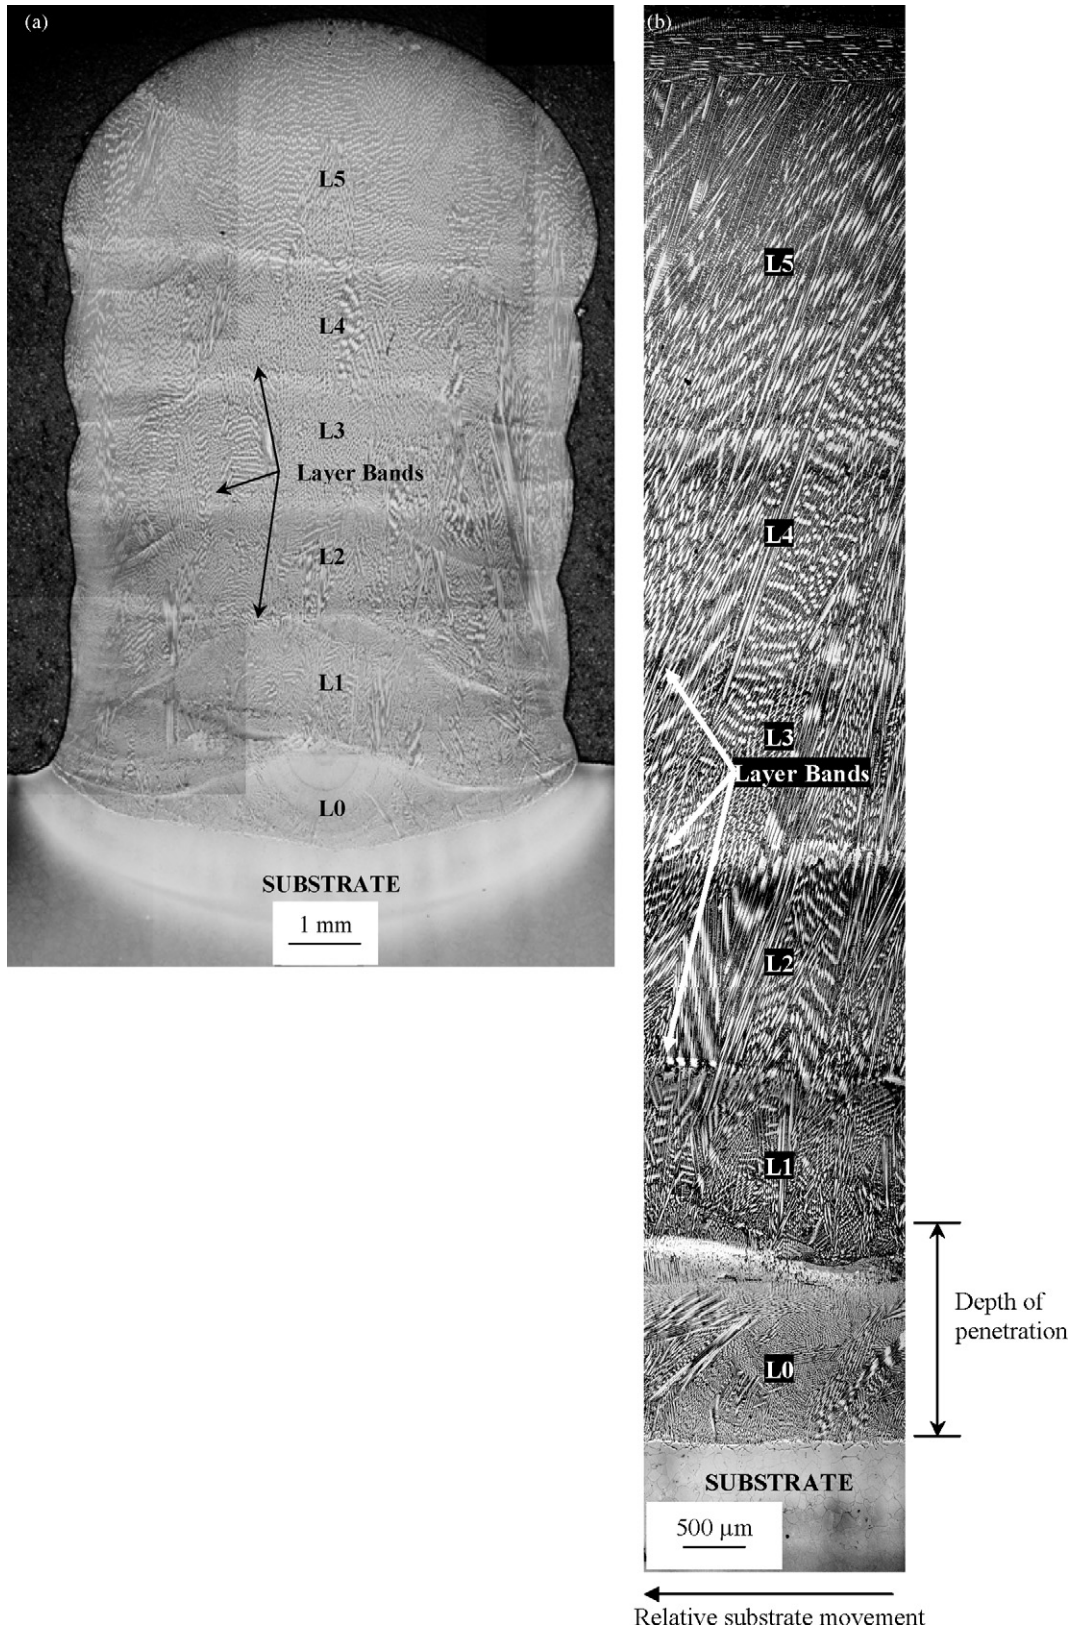 (a)
L5
L4
L3
Layer Bands
L2
L1
L0
SUBSTRATE
1 mm
(b)
L5
L4
L3
Layer Bands
L2
L1
Depth of
penetration
L0
SUBSTRATE
500 µm
Relative substrate movement